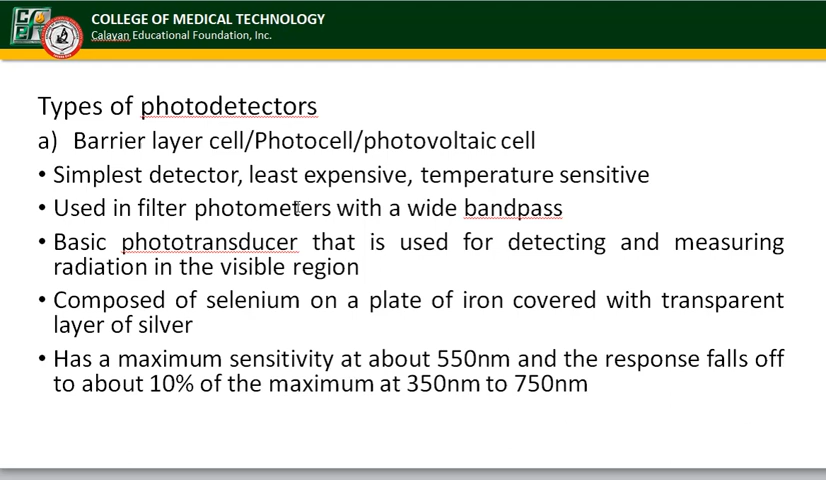 COLLEGE OF MEDICAL TECHNOLOGY
Calayan Educational Foundation, Inc.
Types of photodetectors
a) Barrier layer cell/Photocell/photovoltaic cell
• Simplest detector, least expensive, temperature sensitive
• Used in filter photometers with a wide bandpass
• Basic phototransducer that is used for detecting and measuring
radiation in the visible region
• Composed of selenium on a plate of iron covered with transparent
layer of silver
• Has a maximum sensitivity at about 550nm and the response falls off
to about 10% of the maximum at 350nm to 750nm